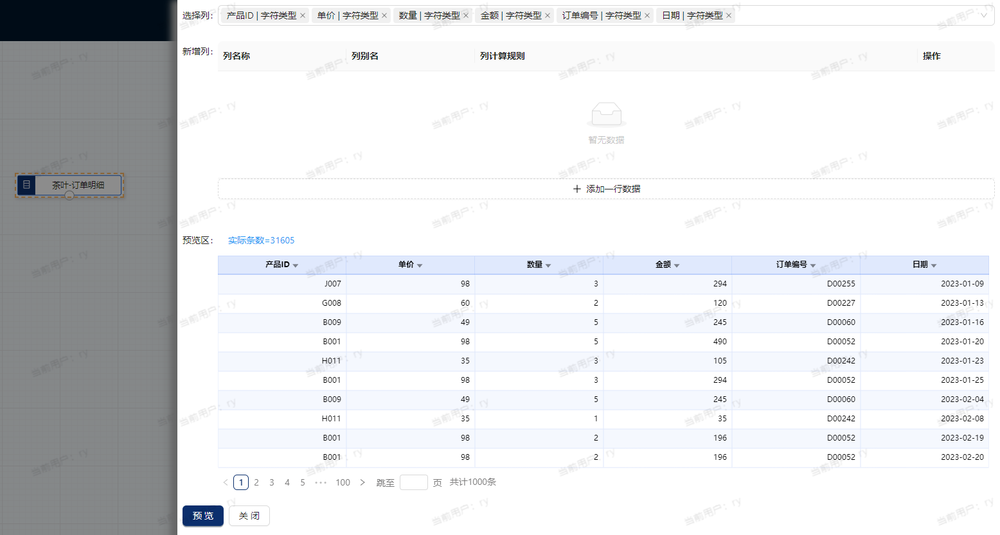 选择列： 产品ID | 字符类型 × 单价 | 字符类型 × 数量 | 字符类型 × 金额 | 字符类型 × 订单编号 | 字符类型 × 日期 | 字符类型 ×
新增列： 列名称 列别名 列计算规则 操作
暂无数据
茶叶-订单明细
+ 添加一行数据
预览区： 实际条数=31605
产品ID 单价 数量 金额 订单编号 日期
J007 98 3 294 D00255 2023-01-09
G008 60 2 120 D00227 2023-01-13
B009 49 5 245 D00060 2023-01-16
B001 98 5 490 D00052 2023-01-20
H011 35 3 105 D00242 2023-01-23
B001 98 3 294 D00052 2023-01-25
B009 49 5 245 D00060 2023-02-04
H011 35 1 35 D00242 2023-02-08
B001 98 2 196 D00052 2023-02-19
B001 98 2 196 D00052 2023-02-20
< 1 2 3 4 5 ••• 100 > 跳至 页 共计1000条
预 览 关 闭
当前用户：ry